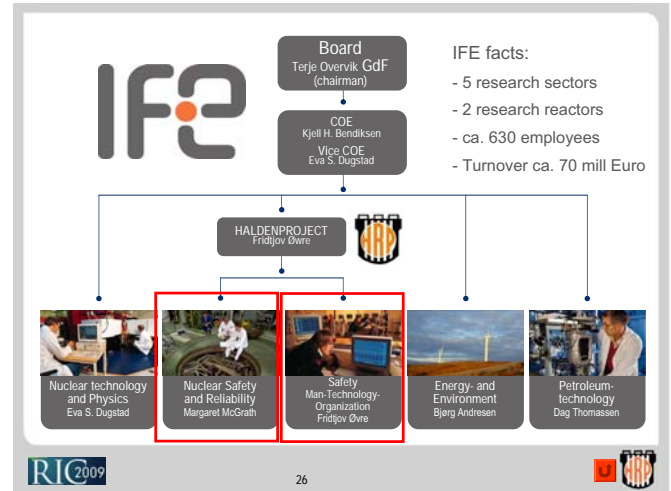 IFE
Board
Terje Overvik GdF
(chairman)
IFE facts:
- 5 research sectors
- 2 research reactors
- ca. 630 employees
- Turnover ca. 70 mill Euro
COE
Kjell H. Bendiksen
Vice COE
Eva S. Dugstad
HALDENPROJECT
Fridtjov Øwre
HRP
Nuclear technology
and Physics
Eva S. Dugstad
Nuclear Safety
and Reliability
Margaret McGrath
Safety
Man-Technology-
Organization
Fridtjov Øvre
Energy- and
Environment
Bjørg Andresen
Petroleum-
technology
Dag Thomassen
RIC 2009
26
HRP